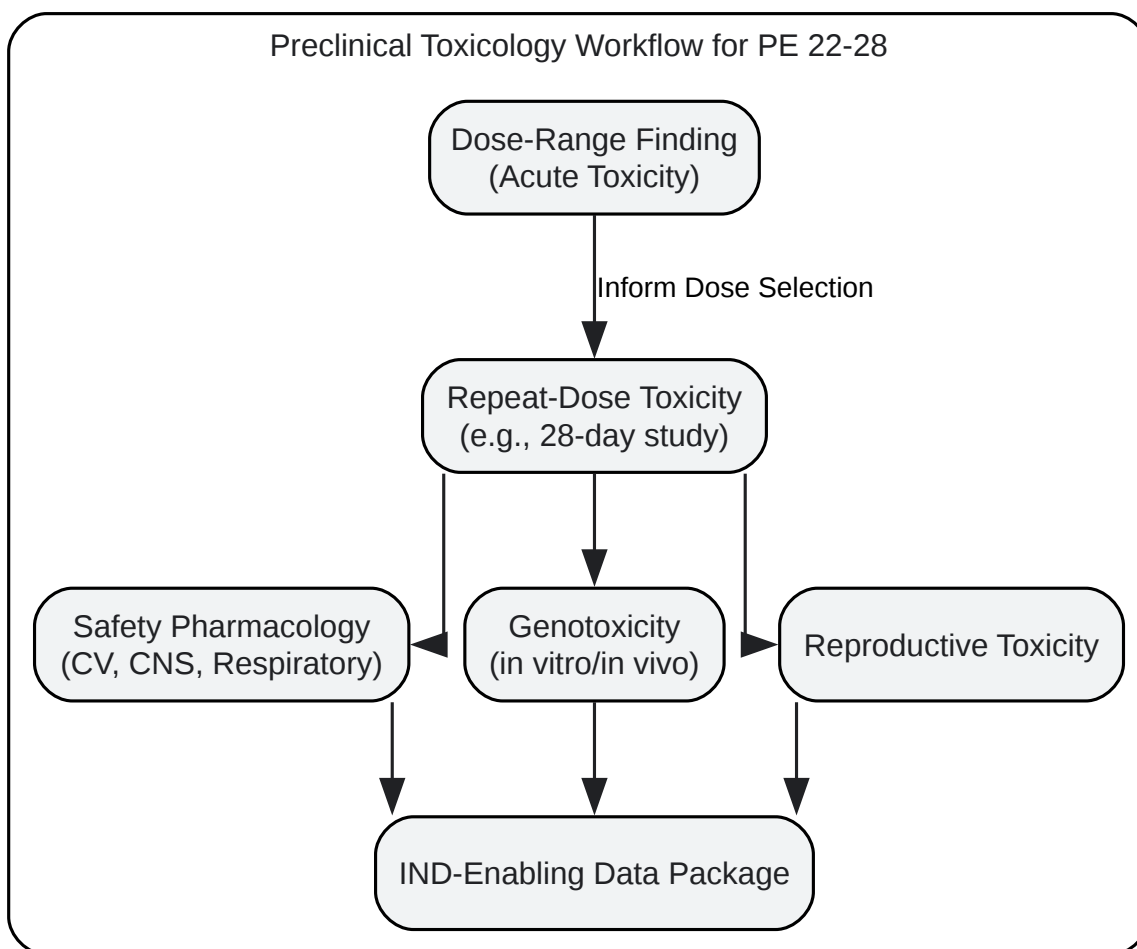 Preclinical Toxicology Workflow for PE 22-28
Dose-Range Finding
(Acute Toxicity)
Inform Dose Selection
Repeat-Dose Toxicity
(e.g., 28-day study)
Safety Pharmacology
(CV, CNS, Respiratory)
Genotoxicity
(in vitro/in vivo)
Reproductive Toxicity
IND-Enabling Data Package